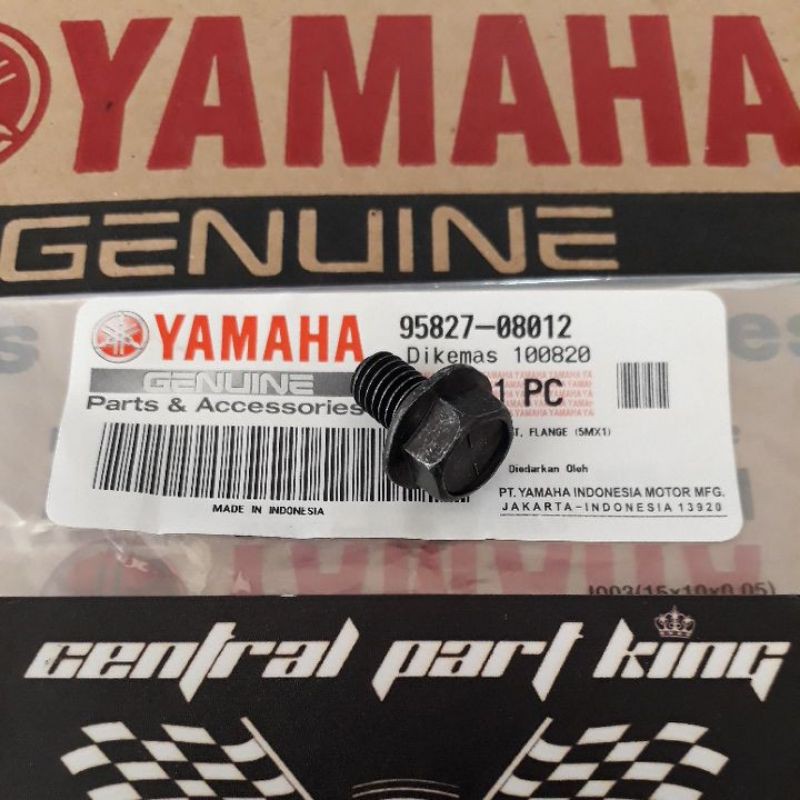 YAMAHA
GENUINE
YAMAHA 95827-08012
Dikemas 100820
GENUINE 1 PC
Parts & Accessories
T, FLANGE (5MX1)
Diedarkan Oleh
MADE IN INDONESIA
PT. YAMAHA INDONESIA MOTOR MFG.
JAKARTA-INDONESIA 13920
central part king